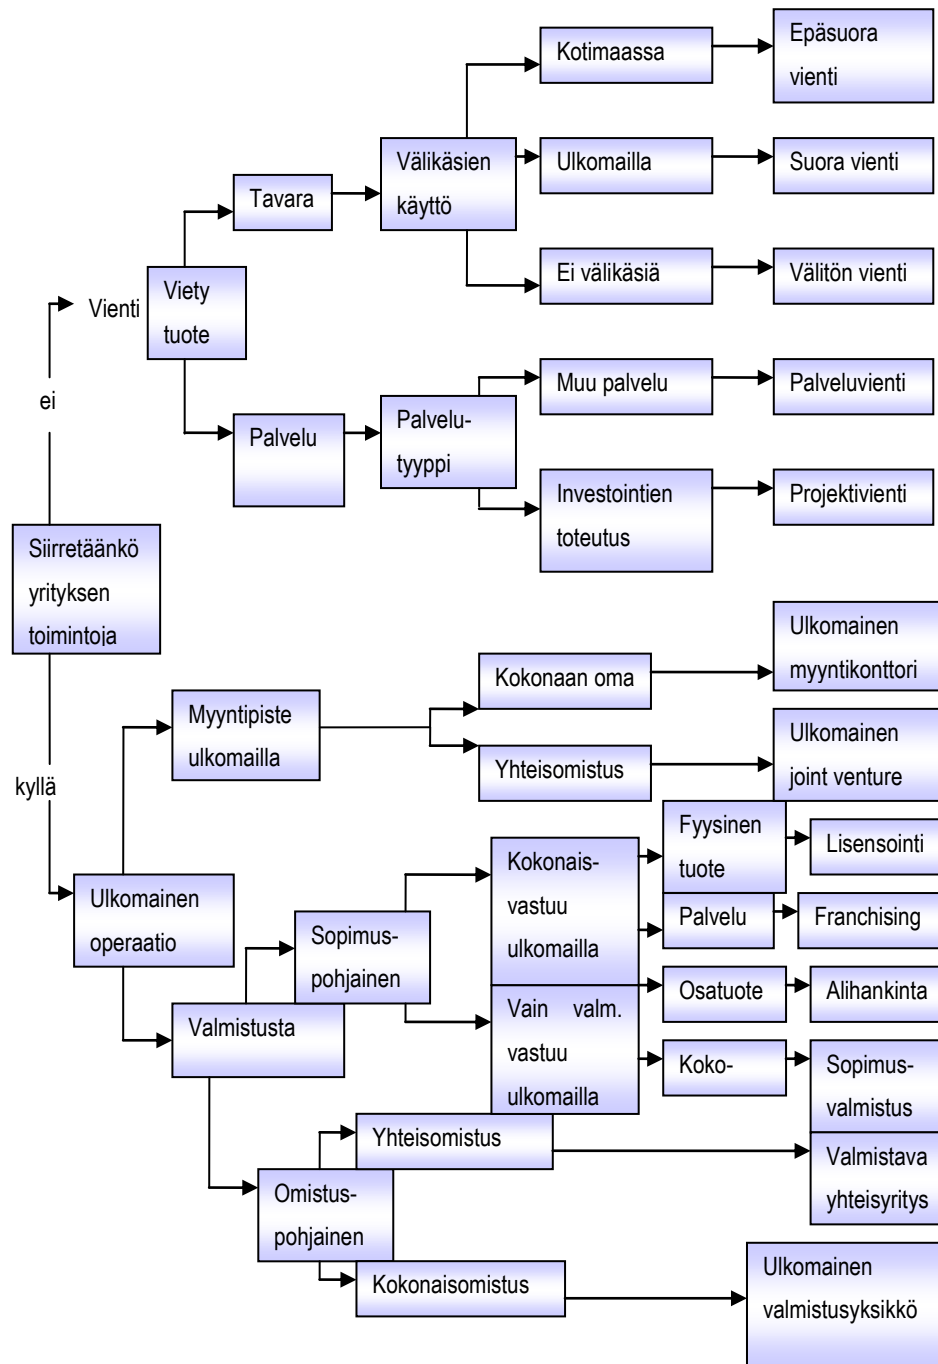 Kotimaassa
Epäsuora
vienti
Välikäsien
käyttö
Ulkomailla
Suora vienti
Tavara
Ei välikäsiä
Välitön vienti
Vienti
Viety
tuote
ei
Muu palvelu
Palveluvienti
Palvelu
Palvelu-
tyyppi
Investointien
toteutus
Projektivienti
Siirretäänkö
yrityksen
toimintoja
Ulkomainen
myyntikonttori
Kokonaan oma
Myyntipiste
ulkomailla
Yhteisomistus
Ulkomainen
joint venture
kyllä
Fyysinen
tuote
Lisensointi
Kokonais-
vastuu
ulkomailla
Palvelu
Franchising
Ulkomainen
operaatio
Sopimus-
pohjainen
Osatuote
Alihankinta
Valmistusta
Vain valm.
vastuu
ulkomailla
Koko-
Sopimus-
valmistus
Yhteisomistus
Valmistava
yhteisyritys
Omistus-
pohjainen
Kokonaisomistus
Ulkomainen
valmistusyksikkö